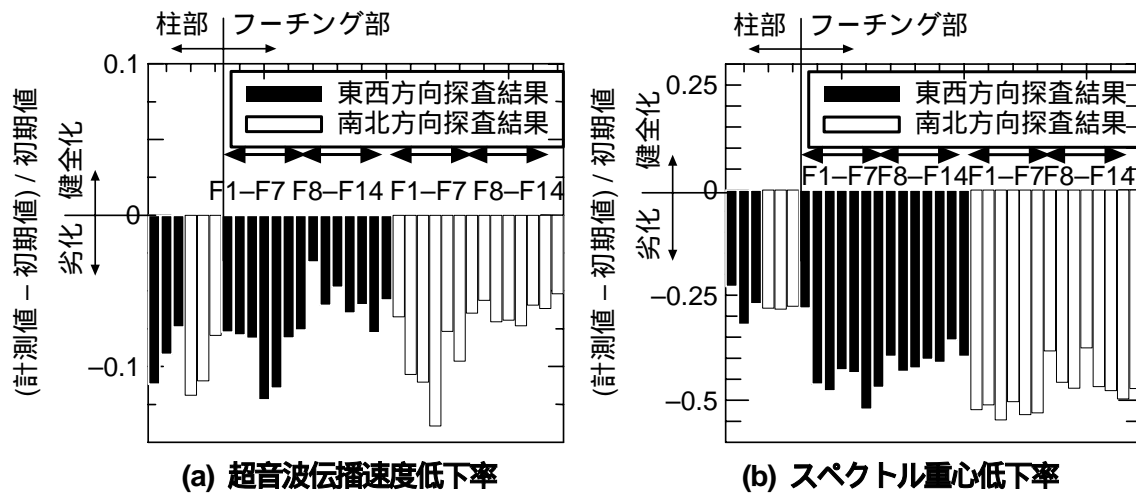 柱部 フーチング部
0.1
東西方向探査結果
南北方向探査結果
F1–F7 F8–F14 F1–F7 F8–F14
0
–0.1
(計測値 – 初期値) / 初期値
劣化 健全化
(a) 超音波伝播速度低下率
柱部 フーチング部
0.25
東西方向探査結果
南北方向探査結果
F1–F7 F8–F14 F1–F7 F8–F14
0
–0.25
–0.5
(計測値 – 初期値) / 初期値
劣化 健全化
(b) スペクトル重心低下率